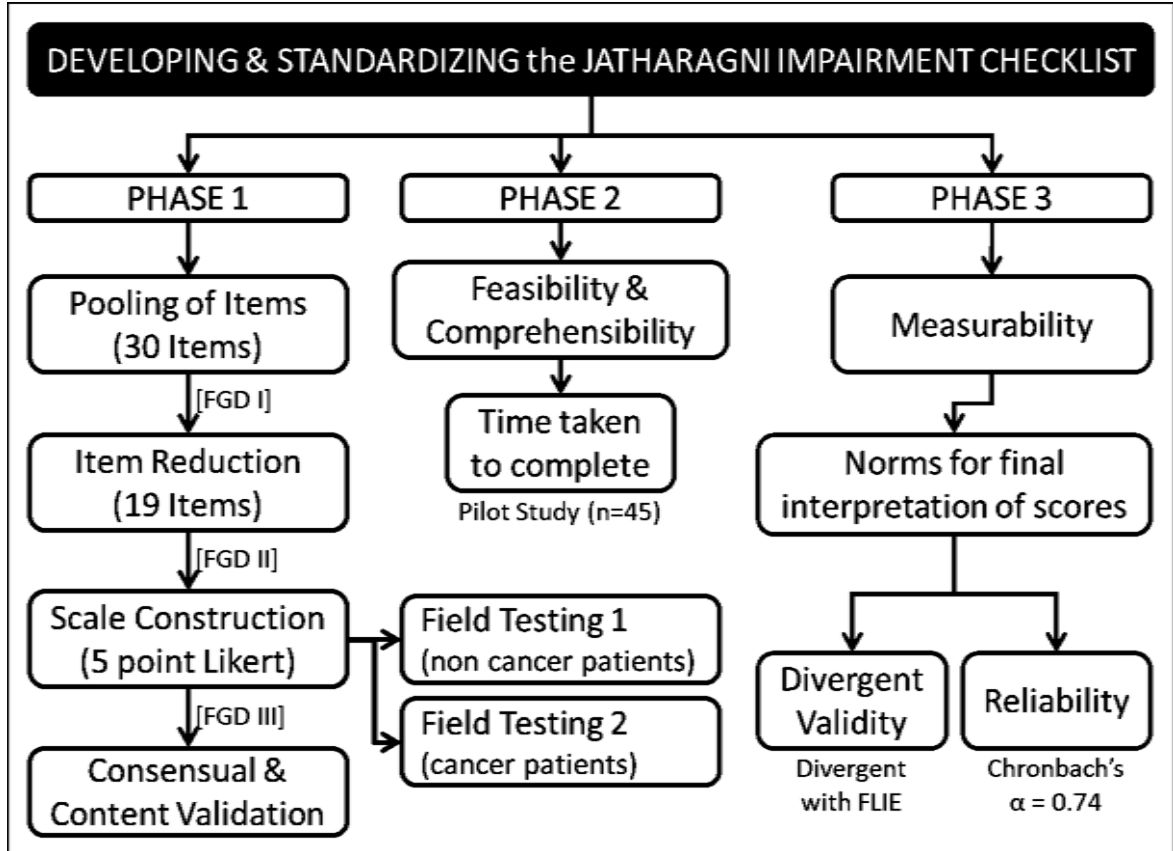 DEVELOPING & STANDARDIZING the JATHARAGNI IMPAIRMENT CHECKLIST
PHASE 1
Pooling of Items
(30 Items)
[FGD I]
Item Reduction
(19 Items)
[FGD II]
Scale Construction
(5 point Likert)
[FGD III]
Consensual &
Content Validation
Field Testing 1
(non cancer patients)
Field Testing 2
(cancer patients)
PHASE 2
Feasibility &
Comprehensibility
Time taken
to complete
Pilot Study (n=45)
PHASE 3
Measurability
Norms for final
interpretation of scores
Divergent
Validity
Divergent
with FLIE
Reliability
Chronbach's
α = 0.74